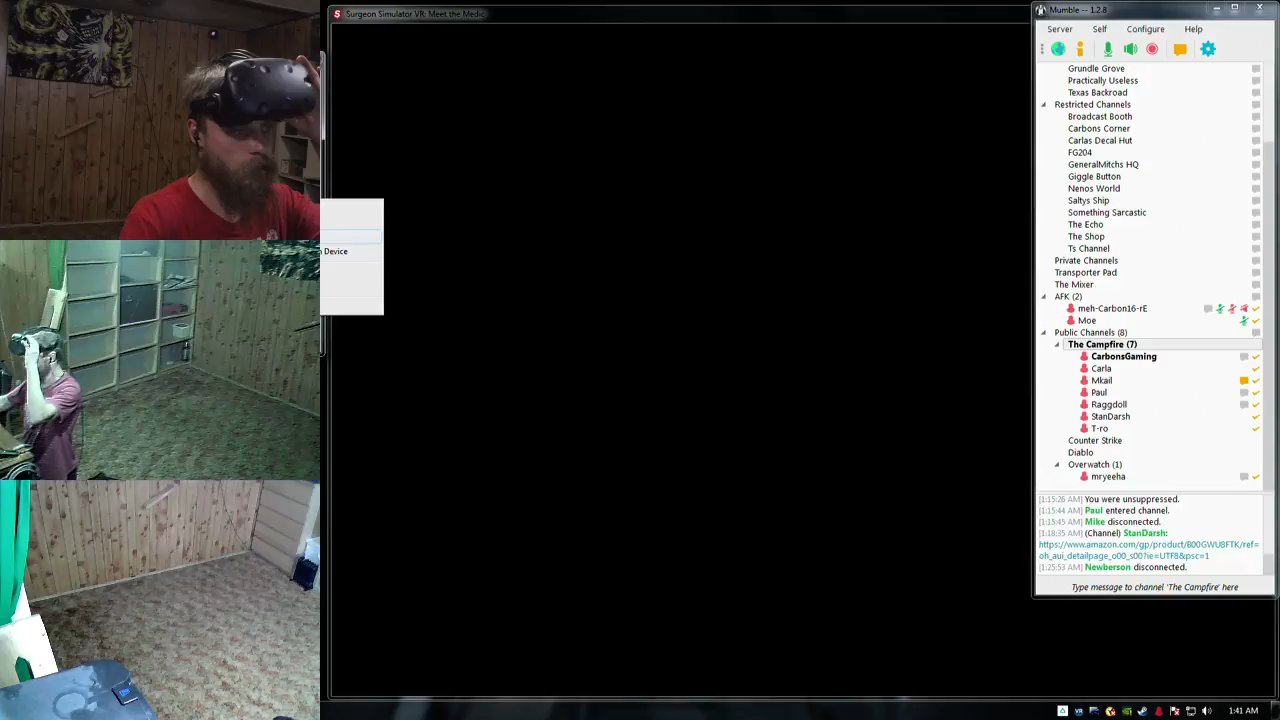 Surgeon Simulator VR: Meet the Medic
Device
Mumble -- 1.2.8
Server Self Configure Help
Grundle Grove
Practically Useless
Texas Backroad
Restricted Channels
Broadcast Booth
Carbons Corner
Carlas Decal Hut
FG204
GeneralMitchs HQ
Giggle Button
Nenos World
Saltys Ship
Something Sarcastic
The Echo
The Shop
Ts Channel
Private Channels
Transporter Pad
The Mixer
AFK (2)
meh-Carbon16-rE
Moe
Public Channels (8)
The Campfire (7)
CarbonsGaming
Carla
Mkail
Paul
Raggdoll
StanDarsh
T-ro
Counter Strike
Diablo
Overwatch (1)
mryeeha
[1:15:26 AM] You were unsuppressed.
[1:15:44 AM] Paul entered channel.
[1:15:45 AM] Mike disconnected.
[1:18:35 AM] (Channel) StanDarsh:
https://www.amazon.com/gp/product/B00GWU8FTK/ref=
oh_aui_detailpage_o00_s00?ie=UTF8&psc=1
[1:25:53 AM] Newberson disconnected.
Type message to channel 'The Campfire' here
1:41 AM